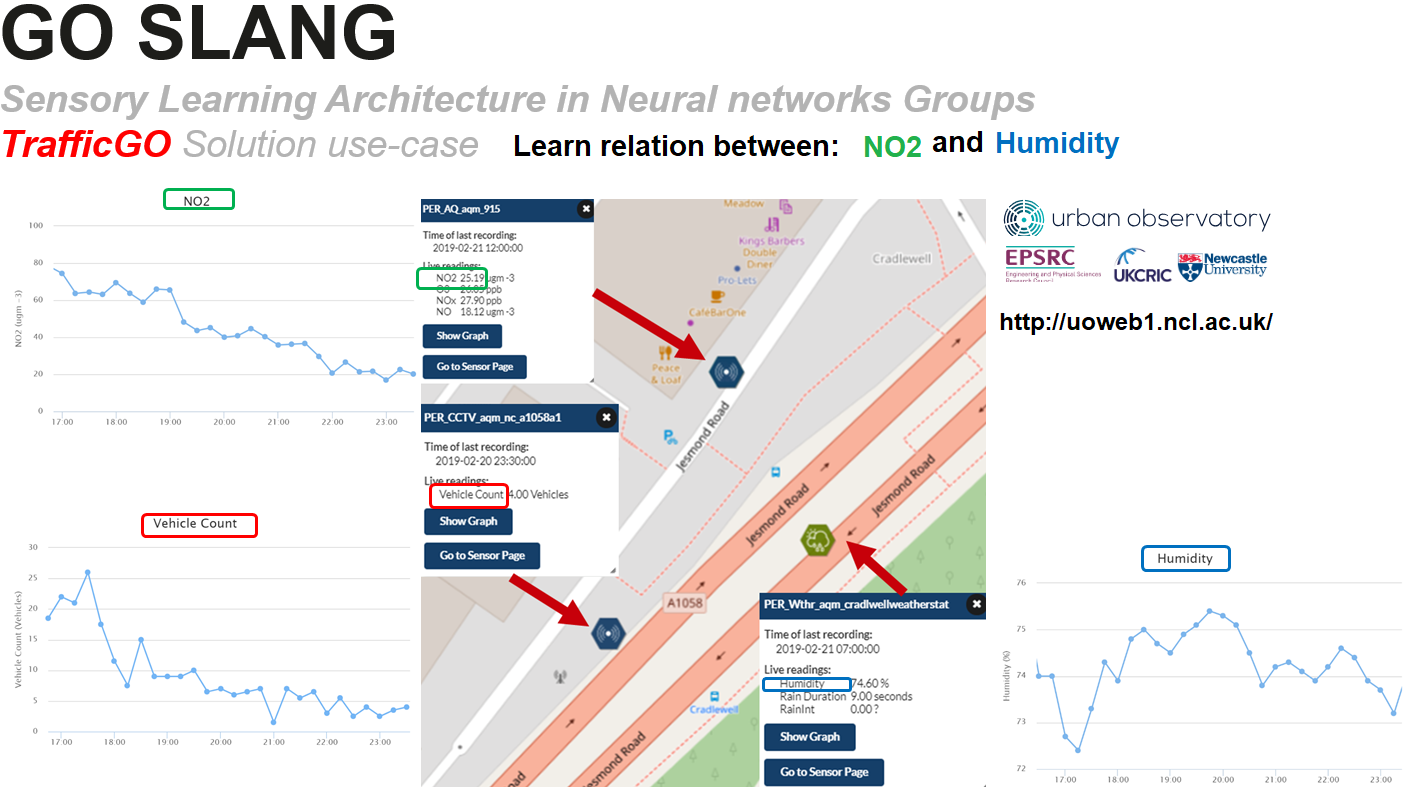 GO SLANG
Sensory Learning Architecture in Neural networks Groups
TrafficGO Solution use-case Learn relation between: NO2 and Humidity
NO2
100
80
60
40
20
0
NO2 (ugm -3)
17:00 18:00 19:00 20:00 21:00 22:00 23:00
Vehicle Count
30
25
20
15
10
5
0
Vehicle Count (Vehicles)
17:00 18:00 19:00 20:00 21:00 22:00 23:00
PER_AQ_aqm_915
Time of last recording:
2019-02-21 12:00:00
Live readings:
NO2 25.19 ugm -3
ppb
NOx 27.90 ppb
NO 18.12 ugm -3
Show Graph
Go to Sensor Page
PER_CCTV_aqm_nc_a1058a1
Time of last recording:
2019-02-20 23:30:00
Live readings:
Vehicle Count 4.00 Vehicles
Show Graph
Go to Sensor Page
Meadow
Kings Barbers
Double
Diner
Pro-Lets
CafeBarOne
Peace
& Loaf
Cradlewell
Jesmond Road
Jesmond Road
Jesmond Road
A1058
Cradlewell
Jesmond Road
Road
PER_Wthr_aqm_cradlwellweatherstat
Time of last recording:
2019-02-21 07:00:00
Live readings:
Humidity 74.60 %
Rain Duration 9.00 seconds
RainInt 0.00 ?
Show Graph
Go to Sensor Page
urban observatory
EPSRC
Engineering and Physical Sciences
Research Council
UKCRIC
Newcastle
University
http://uoweb1.ncl.ac.uk/
Humidity
76
75
74
73
72
Humidity (%)
17:00 18:00 19:00 20:00 21:00 22:00 23:00